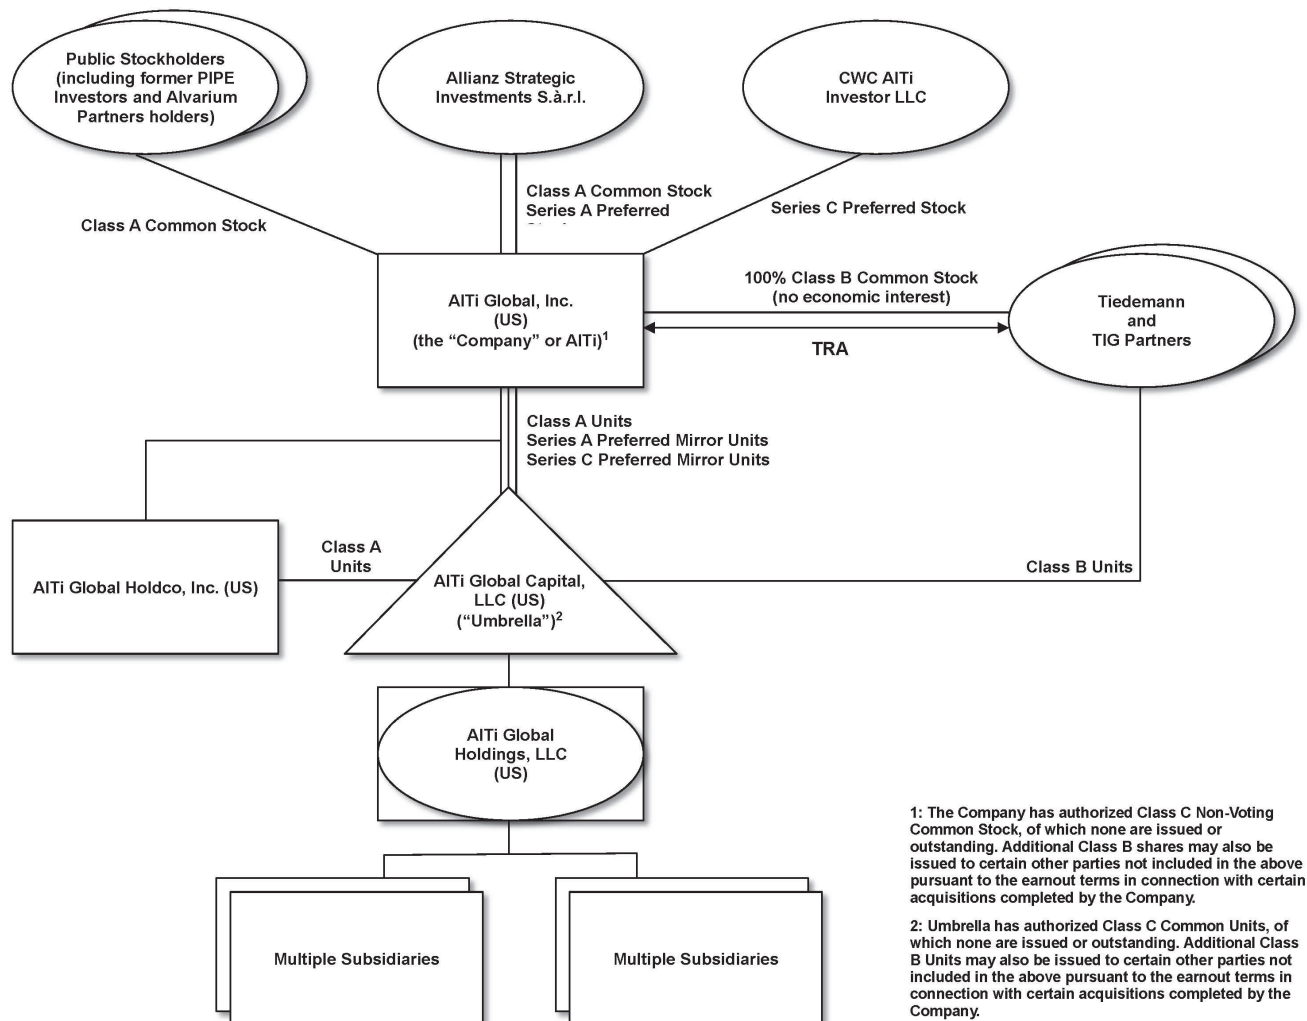 Public Stockholders
(including former PIPE
Investors and Alvarium
Partners holders)
Allianz Strategic
Investments S.à.r.l.
CWC AlTi
Investor LLC
Class A Common Stock
Class A Common Stock
Series A Preferred
Series C Preferred Stock
AlTi Global, Inc.
(US)
(the “Company” or AlTi)1
100% Class B Common Stock
(no economic interest)
TRA
Tiedemann
and
TIG Partners
Class A Units
Series A Preferred Mirror Units
Series C Preferred Mirror Units
AlTi Global Holdco, Inc. (US)
Class A
Units
AlTi Global Capital,
LLC (US)
(“Umbrella”)2
Class B Units
AlTi Global
Holdings, LLC
(US)
Multiple Subsidiaries
Multiple Subsidiaries
1: The Company has authorized Class C Non-Voting
Common Stock, of which none are issued or
outstanding. Additional Class B shares may also be
issued to certain other parties not included in the above
pursuant to the earnout terms in connection with certain
acquisitions completed by the Company.
2: Umbrella has authorized Class C Common Units, of
which none are issued or outstanding. Additional Class
B Units may also be issued to certain other parties not
included in the above pursuant to the earnout terms in
connection with certain acquisitions completed by the
Company.